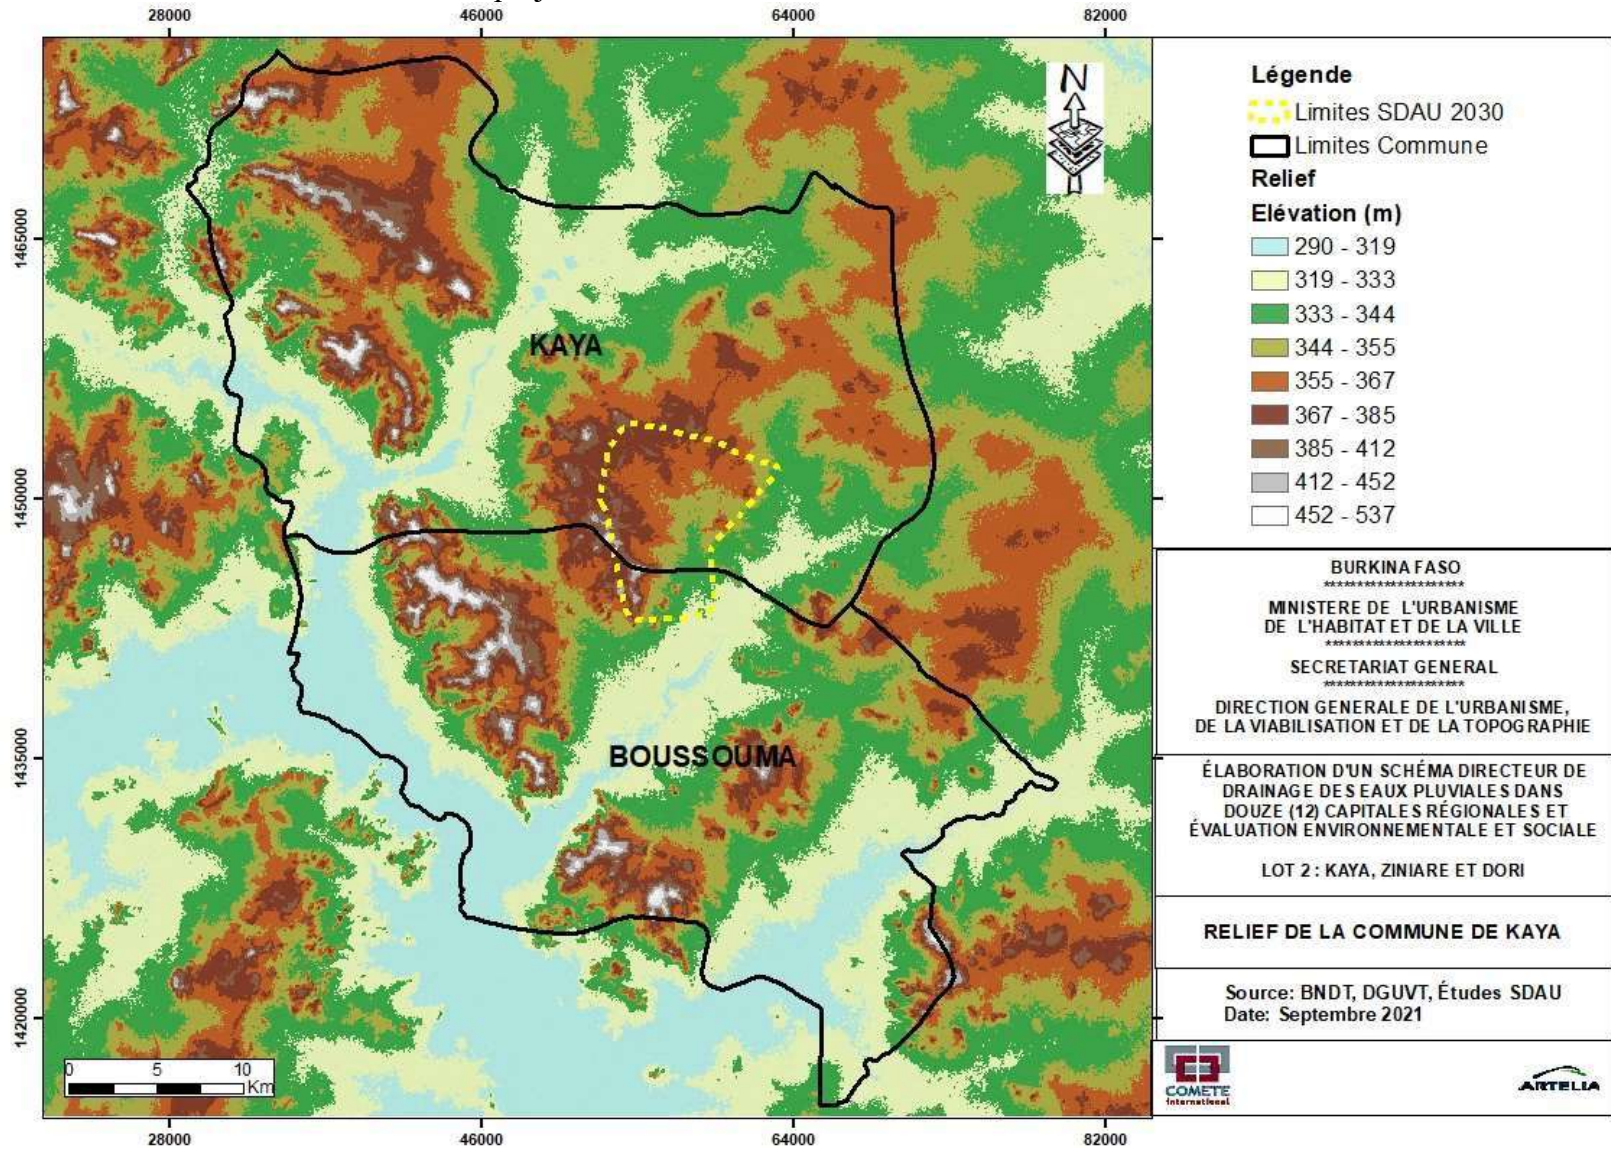 28000 46000 64000 82000
N
1465000
1450000
1435000
1420000
KAYA
BOUSSOUMA
0 5 10
Km
28000 46000 64000 82000
Légende
Limites SDAU 2030
Limites Commune
Relief
Elévation (m)
290 - 319
319 - 333
333 - 344
344 - 355
355 - 367
367 - 385
385 - 412
412 - 452
452 - 537
BURKINA FASO
*********************
MINISTERE DE L'URBANISME
DE L'HABITAT ET DE LA VILLE
*********************
SECRETARIAT GENERAL
*********************
DIRECTION GENERALE DE L'URBANISME,
DE LA VIABILISATION ET DE LA TOPOGRAPHIE
ÉLABORATION D'UN SCHÉMA DIRECTEUR DE
DRAINAGE DES EAUX PLUVIALES DANS
DOUZE (12) CAPITALES RÉGIONALES ET
ÉVALUATION ENVIRONNEMENTALE ET SOCIALE
LOT 2 : KAYA, ZINIARE ET DORI
RELIEF DE LA COMMUNE DE KAYA
Source: BNDT, DGUVT, Études SDAU
Date: Septembre 2021
COMETE
International
ARTELIA